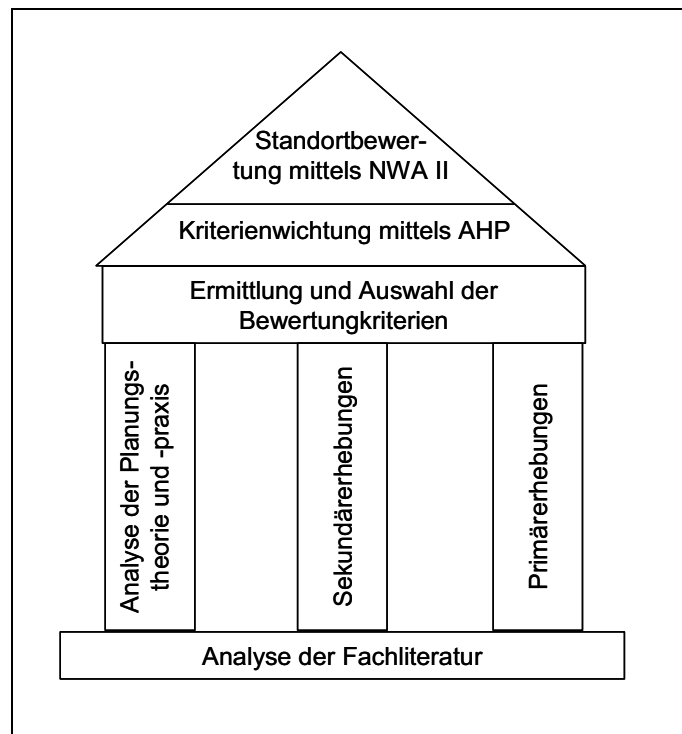 Standortbewer-
tung mittels NWA II
Kriterienwichtung mittels AHP
Ermittlung und Auswahl der
Bewertungkriterien
Analyse der Planungs-
theorie und -praxis
Sekundärerhebungen
Primärerhebungen
Analyse der Fachliteratur